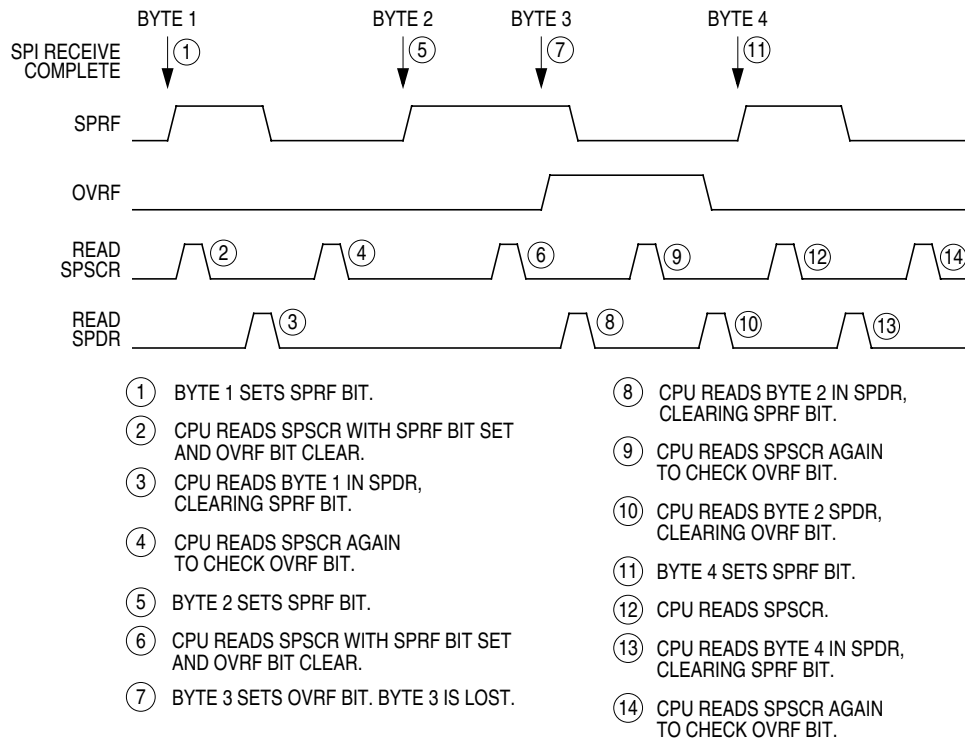 BYTE 1 BYTE 2 BYTE 3 BYTE 4
SPI RECEIVE 1 5 7 11
COMPLETE
SPRF
OVRF
READ
SPSCR 2 4 6 9 12 14
READ
SPDR 3 8 10 13
1 BYTE 1 SETS SPRF BIT.
2 CPU READS SPSCR WITH SPRF BIT SET
AND OVRF BIT CLEAR.
3 CPU READS BYTE 1 IN SPDR,
CLEARING SPRF BIT.
4 CPU READS SPSCR AGAIN
TO CHECK OVRF BIT.
5 BYTE 2 SETS SPRF BIT.
6 CPU READS SPSCR WITH SPRF BIT SET
AND OVRF BIT CLEAR.
7 BYTE 3 SETS OVRF BIT. BYTE 3 IS LOST.
8 CPU READS BYTE 2 IN SPDR,
CLEARING SPRF BIT.
9 CPU READS SPSCR AGAIN
TO CHECK OVRF BIT.
10 CPU READS BYTE 2 SPDR,
CLEARING OVRF BIT.
11 BYTE 4 SETS SPRF BIT.
12 CPU READS SPSCR.
13 CPU READS BYTE 4 IN SPDR,
CLEARING SPRF BIT.
14 CPU READS SPSCR AGAIN
TO CHECK OVRF BIT.